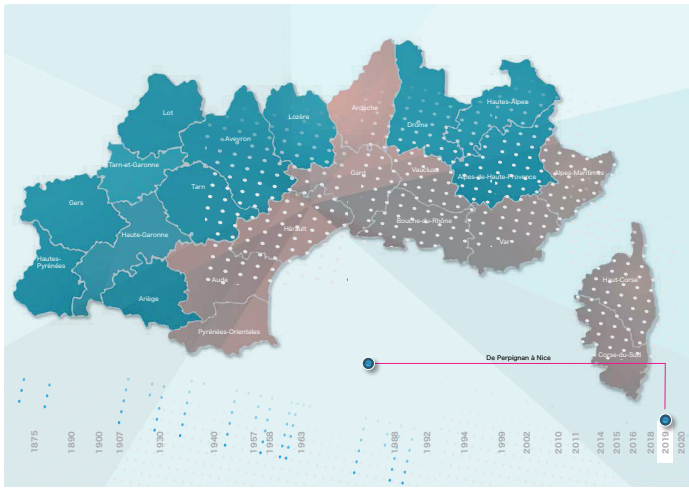 Lot
Aveyron
Lozère
Ardèche
Drôme
Hautes-Alpes
Tarn-et-Garonne
Tarn
Gard
Vaucluse
Alpes-de-Haute-Provence
Alpes-Maritimes
Gers
Haute-Garonne
Hérault
Bouche-du-Rhône
Var
Hautes-
Pyrénées
Ariège
Aude
Haut-Corse
Pyrénées-Orientales
Corse-du-Sud
De Perpignan à Nice
1875
1890
1900
1907
1930
1940
1957
1958
1963
1988
1992
1994
1999
2011
2014
2015
2016
2018
2019
2020